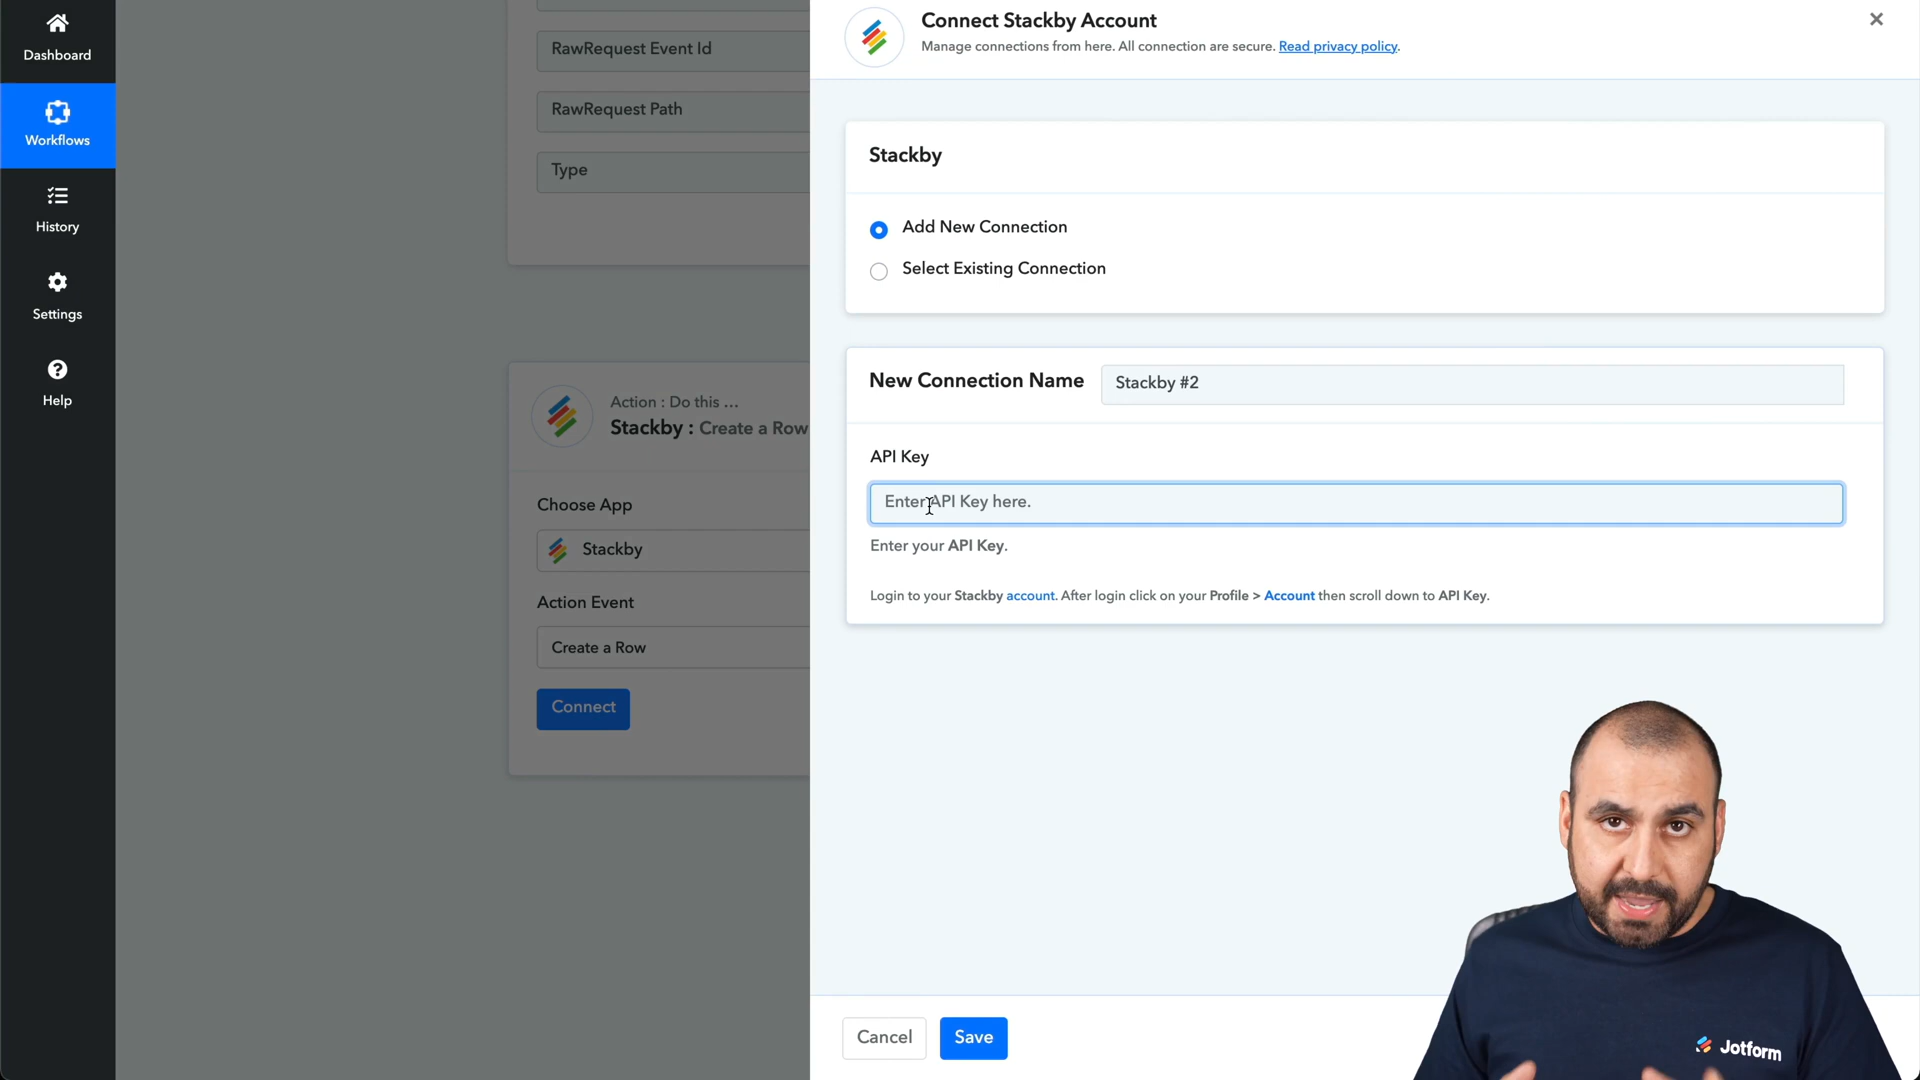 Dashboard
Workflows
History
Settings
Help
RawRequest Event Id
RawRequest Path
Type
Action : Do this ...
Stackby : Create a Row
Choose App
Stackby
Action Event
Create a Row
Connect
Connect Stackby Account
Manage connections from here. All connection are secure. Read privacy policy.
Stackby
Add New Connection
Select Existing Connection
New Connection Name
Stackby #2
API Key
Enter API Key here.
Enter your API Key.
Login to your Stackby account. After login click on your Profile > Account then scroll down to API Key.
Cancel
Save
Jotform